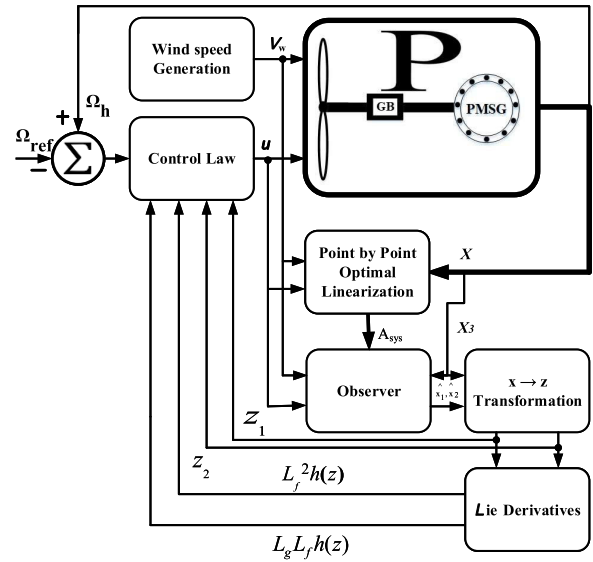 Wind speed
Generation
V_w
P
GB
PMSG
+
Ω_h
Ω_ref
−
Σ
Control Law
u
Point by Point
Optimal
Linearization
X
A_sys
X_3
Observer
x̂_1, x̂_2
x → z
Transformation
Z_1
z_2
L_f^2 h(z)
Lie Derivatives
L_g L_f h(z)